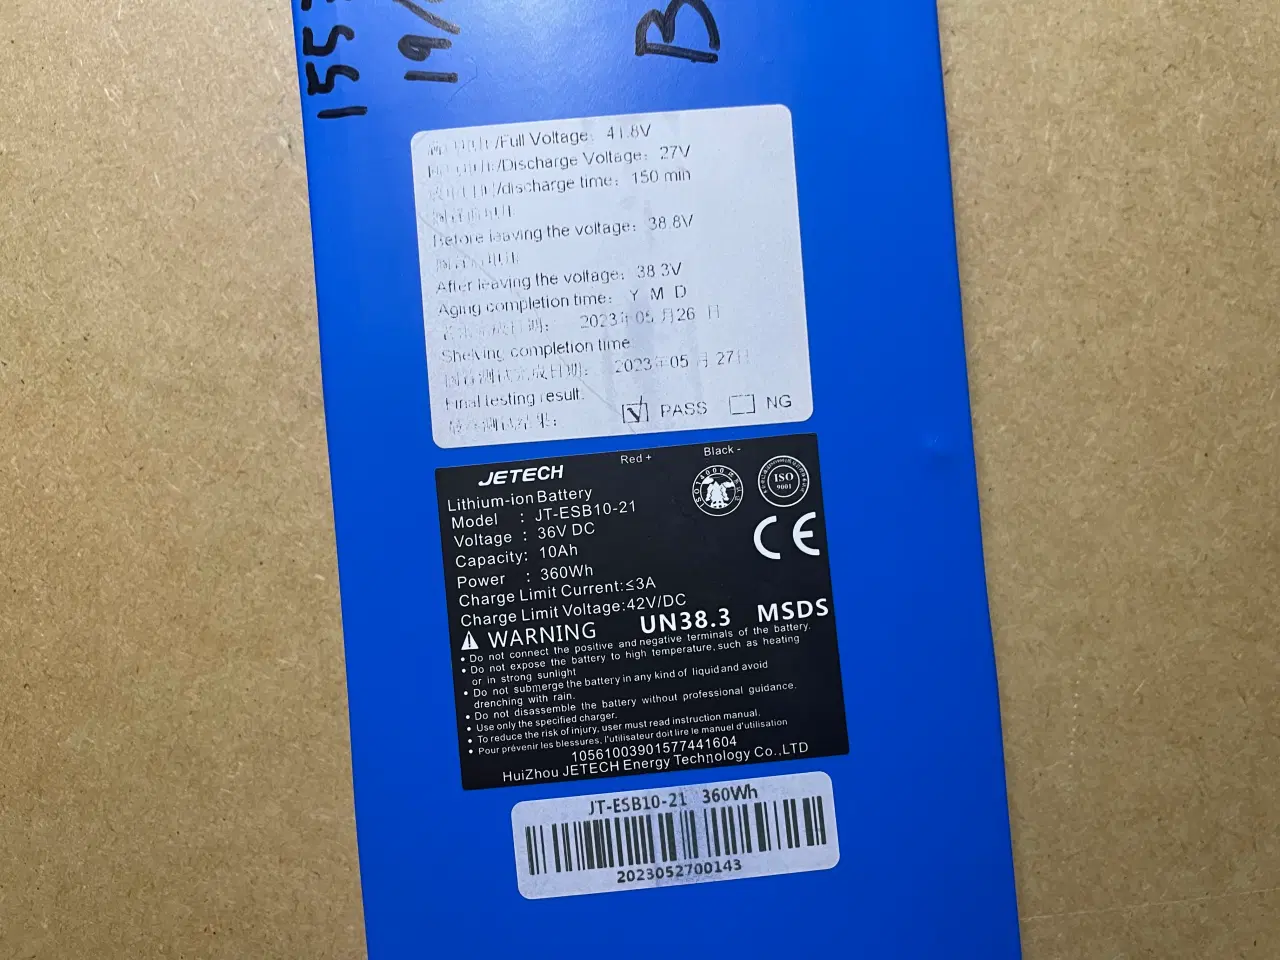 155
19/
B
/Full Voltage: 41.8V
/Discharge Voltage: 27V
/discharge time: 150 min
Before leaving the voltage: 38.8V
After leaving the voltage: 38.3V
Aging completion time: Y M D
2023年05月26日
Shelving completion time
2023年05月27日
Final testing result:
PASS NG
Red + Black -
JETECH
ISO 9001
Lithium-ion Battery
Model : JT-ESB10-21
Voltage : 36V DC
Capacity: 10Ah
Power : 360Wh
Charge Limit Current:≤3A
Charge Limit Voltage:42V/DC
CE
WARNING UN38.3 MSDS
• Do not connect the positive and negative terminals of the battery.
• Do not expose the battery to high temperature, such as heating
or in strong sunlight
• Do not submerge the battery in any kind of liquid and avoid
drenching with rain.
• Do not disassemble the battery without professional guidance.
• Use only the specified charger.
• To reduce the risk of injury, user must read instruction manual.
• Pour prévenir les blessures, l'utilisateur doit lire le manuel d'utilisation
10561003901577441604
HuiZhou JETECH Energy Technology Co.,LTD
JT-ESB10-21 360Wh
2023052700143